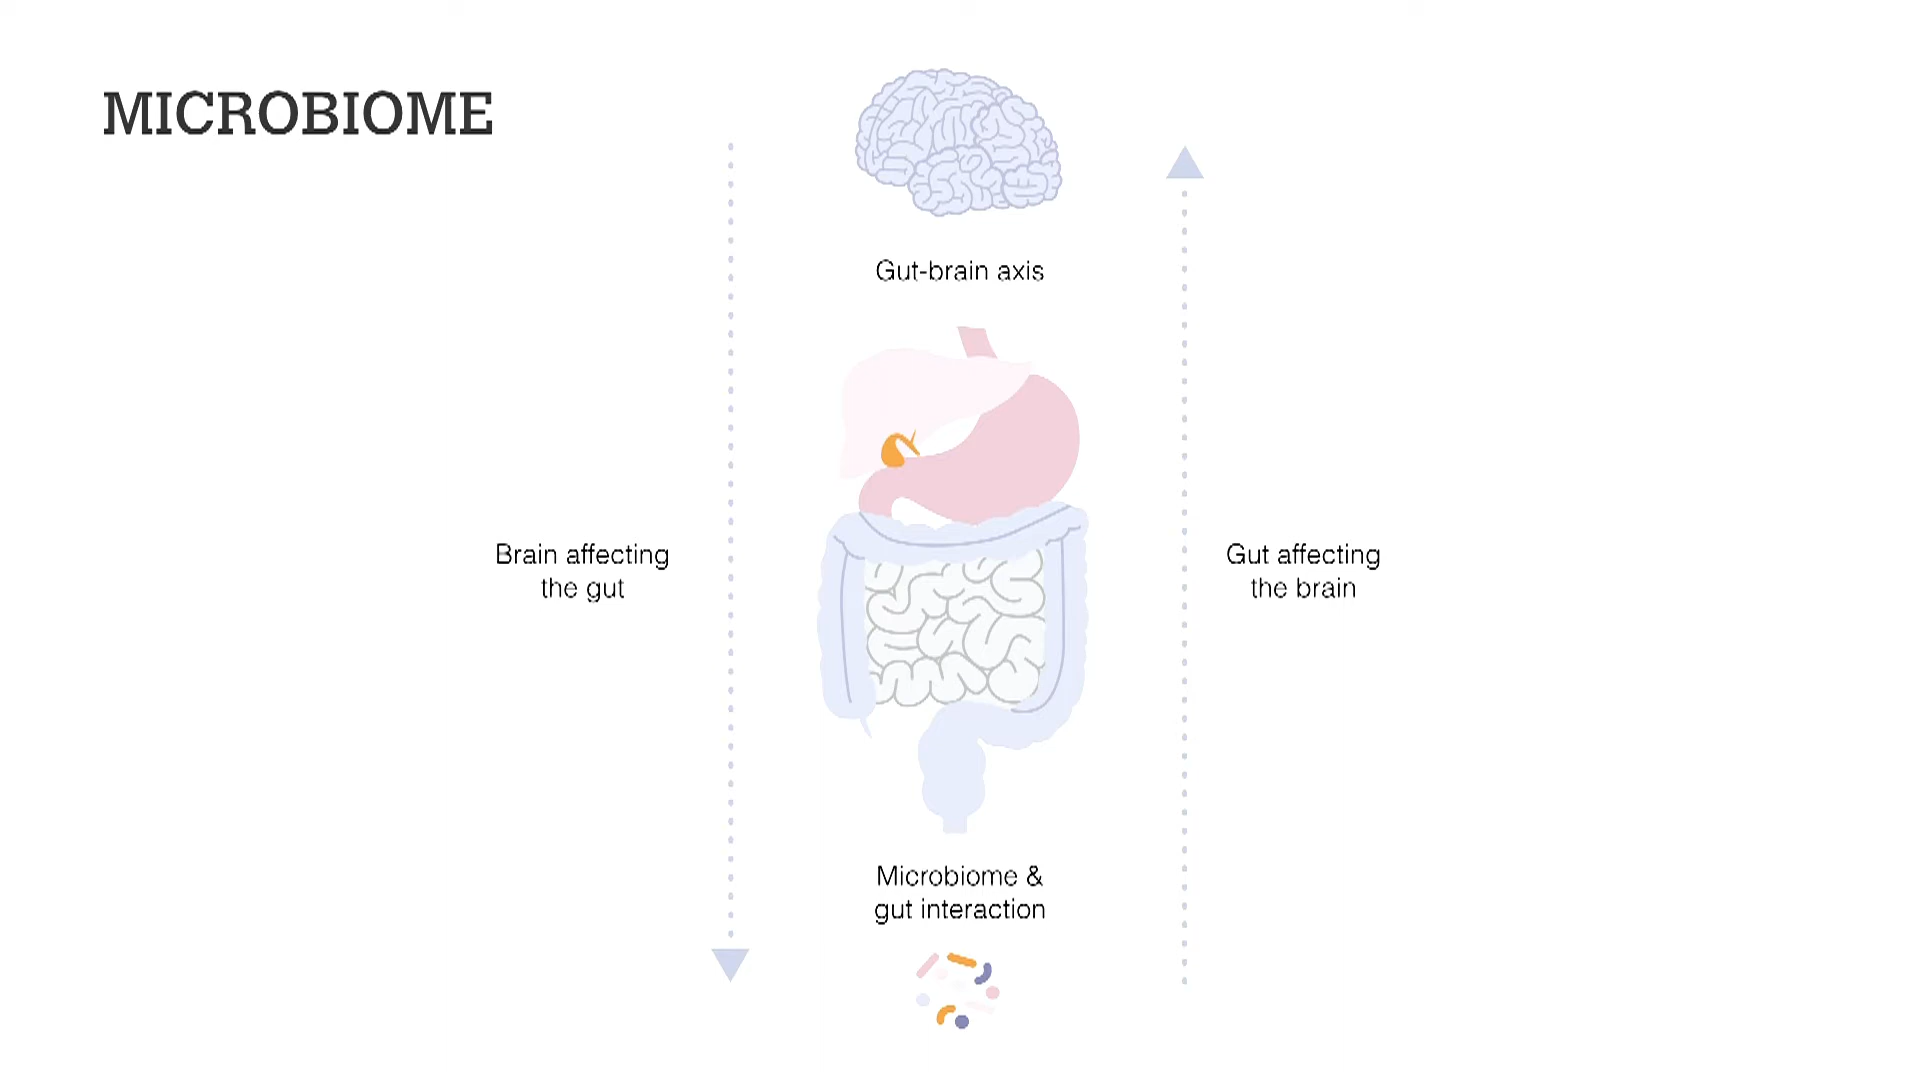 MICROBIOME
Gut-brain axis
Brain affecting
the gut
Gut affecting
the brain
Microbiome &
gut interaction